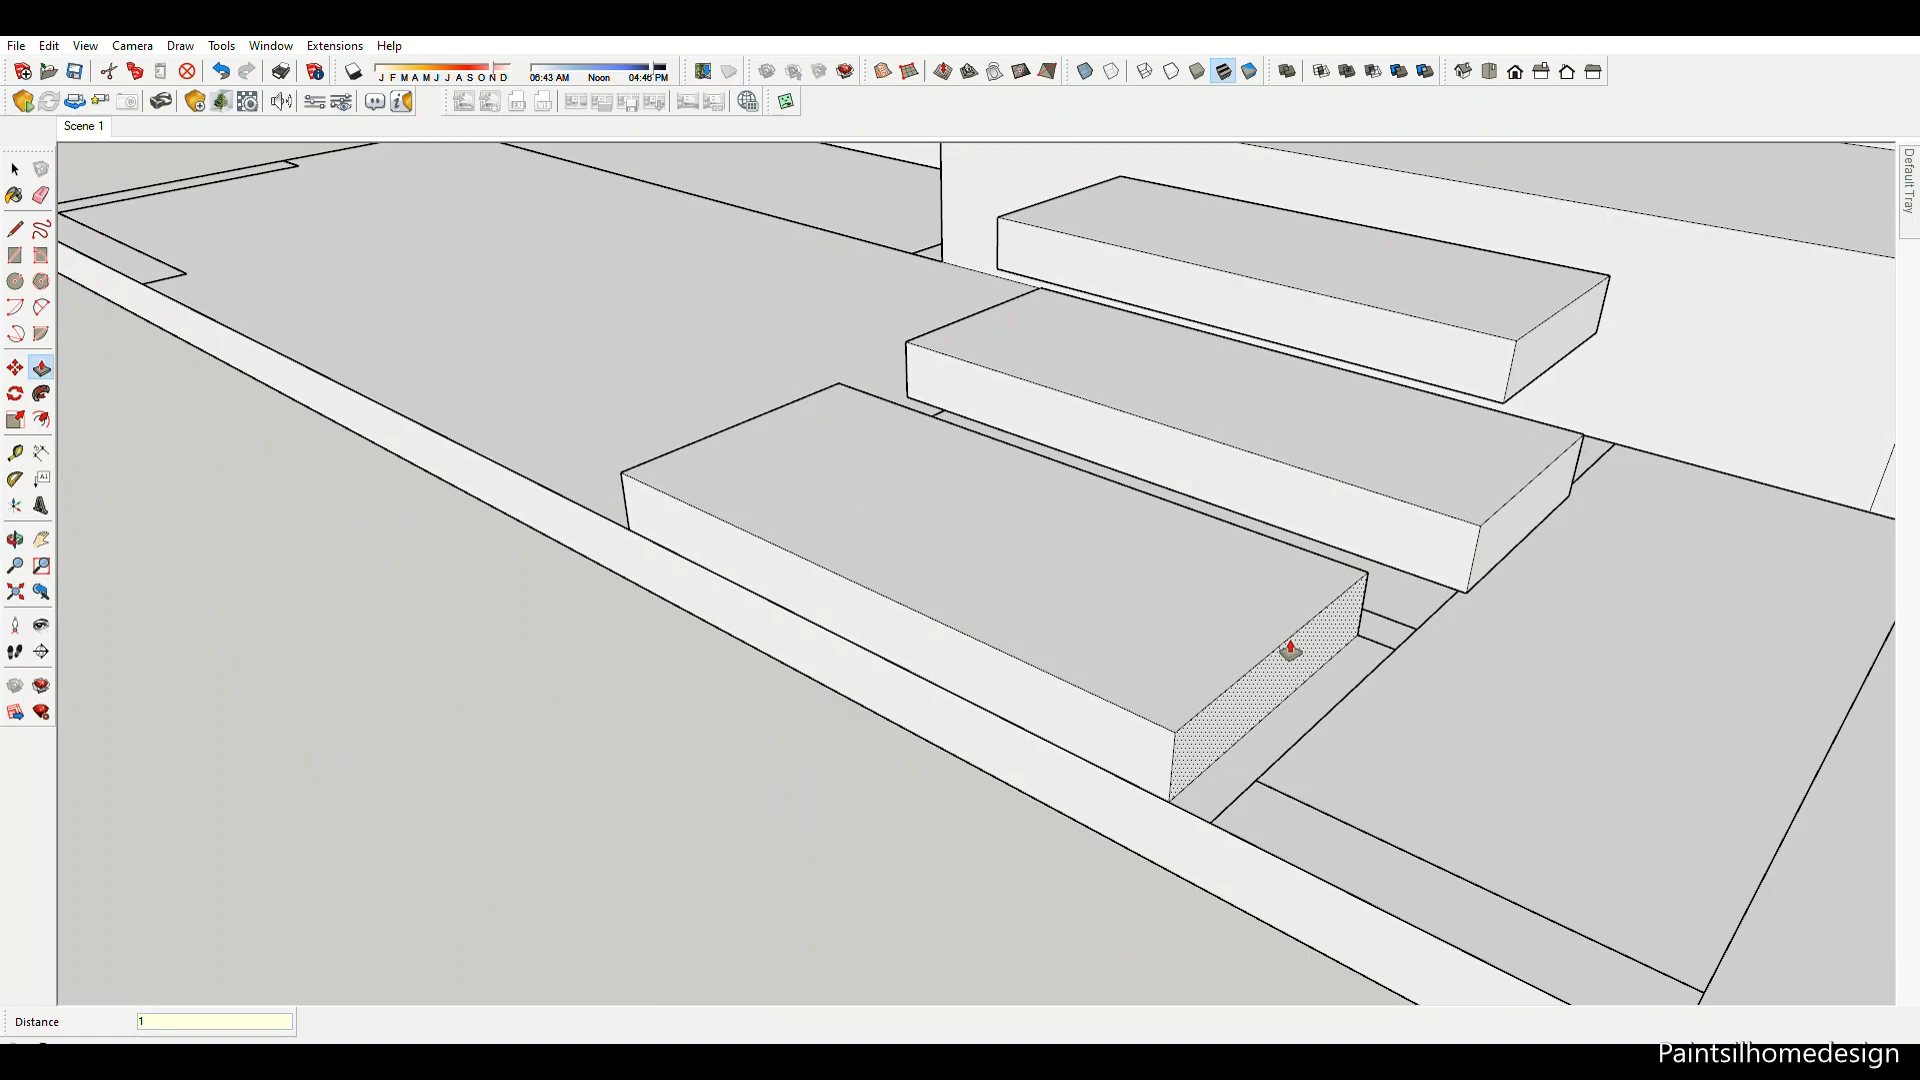 File Edit View Camera Draw Tools Window Extensions Help
J F M A M J J A S O N D 06:43 AM Noon 04:46 PM
Scene 1
Default Tray
Distance 1
Paintsilhomedesign